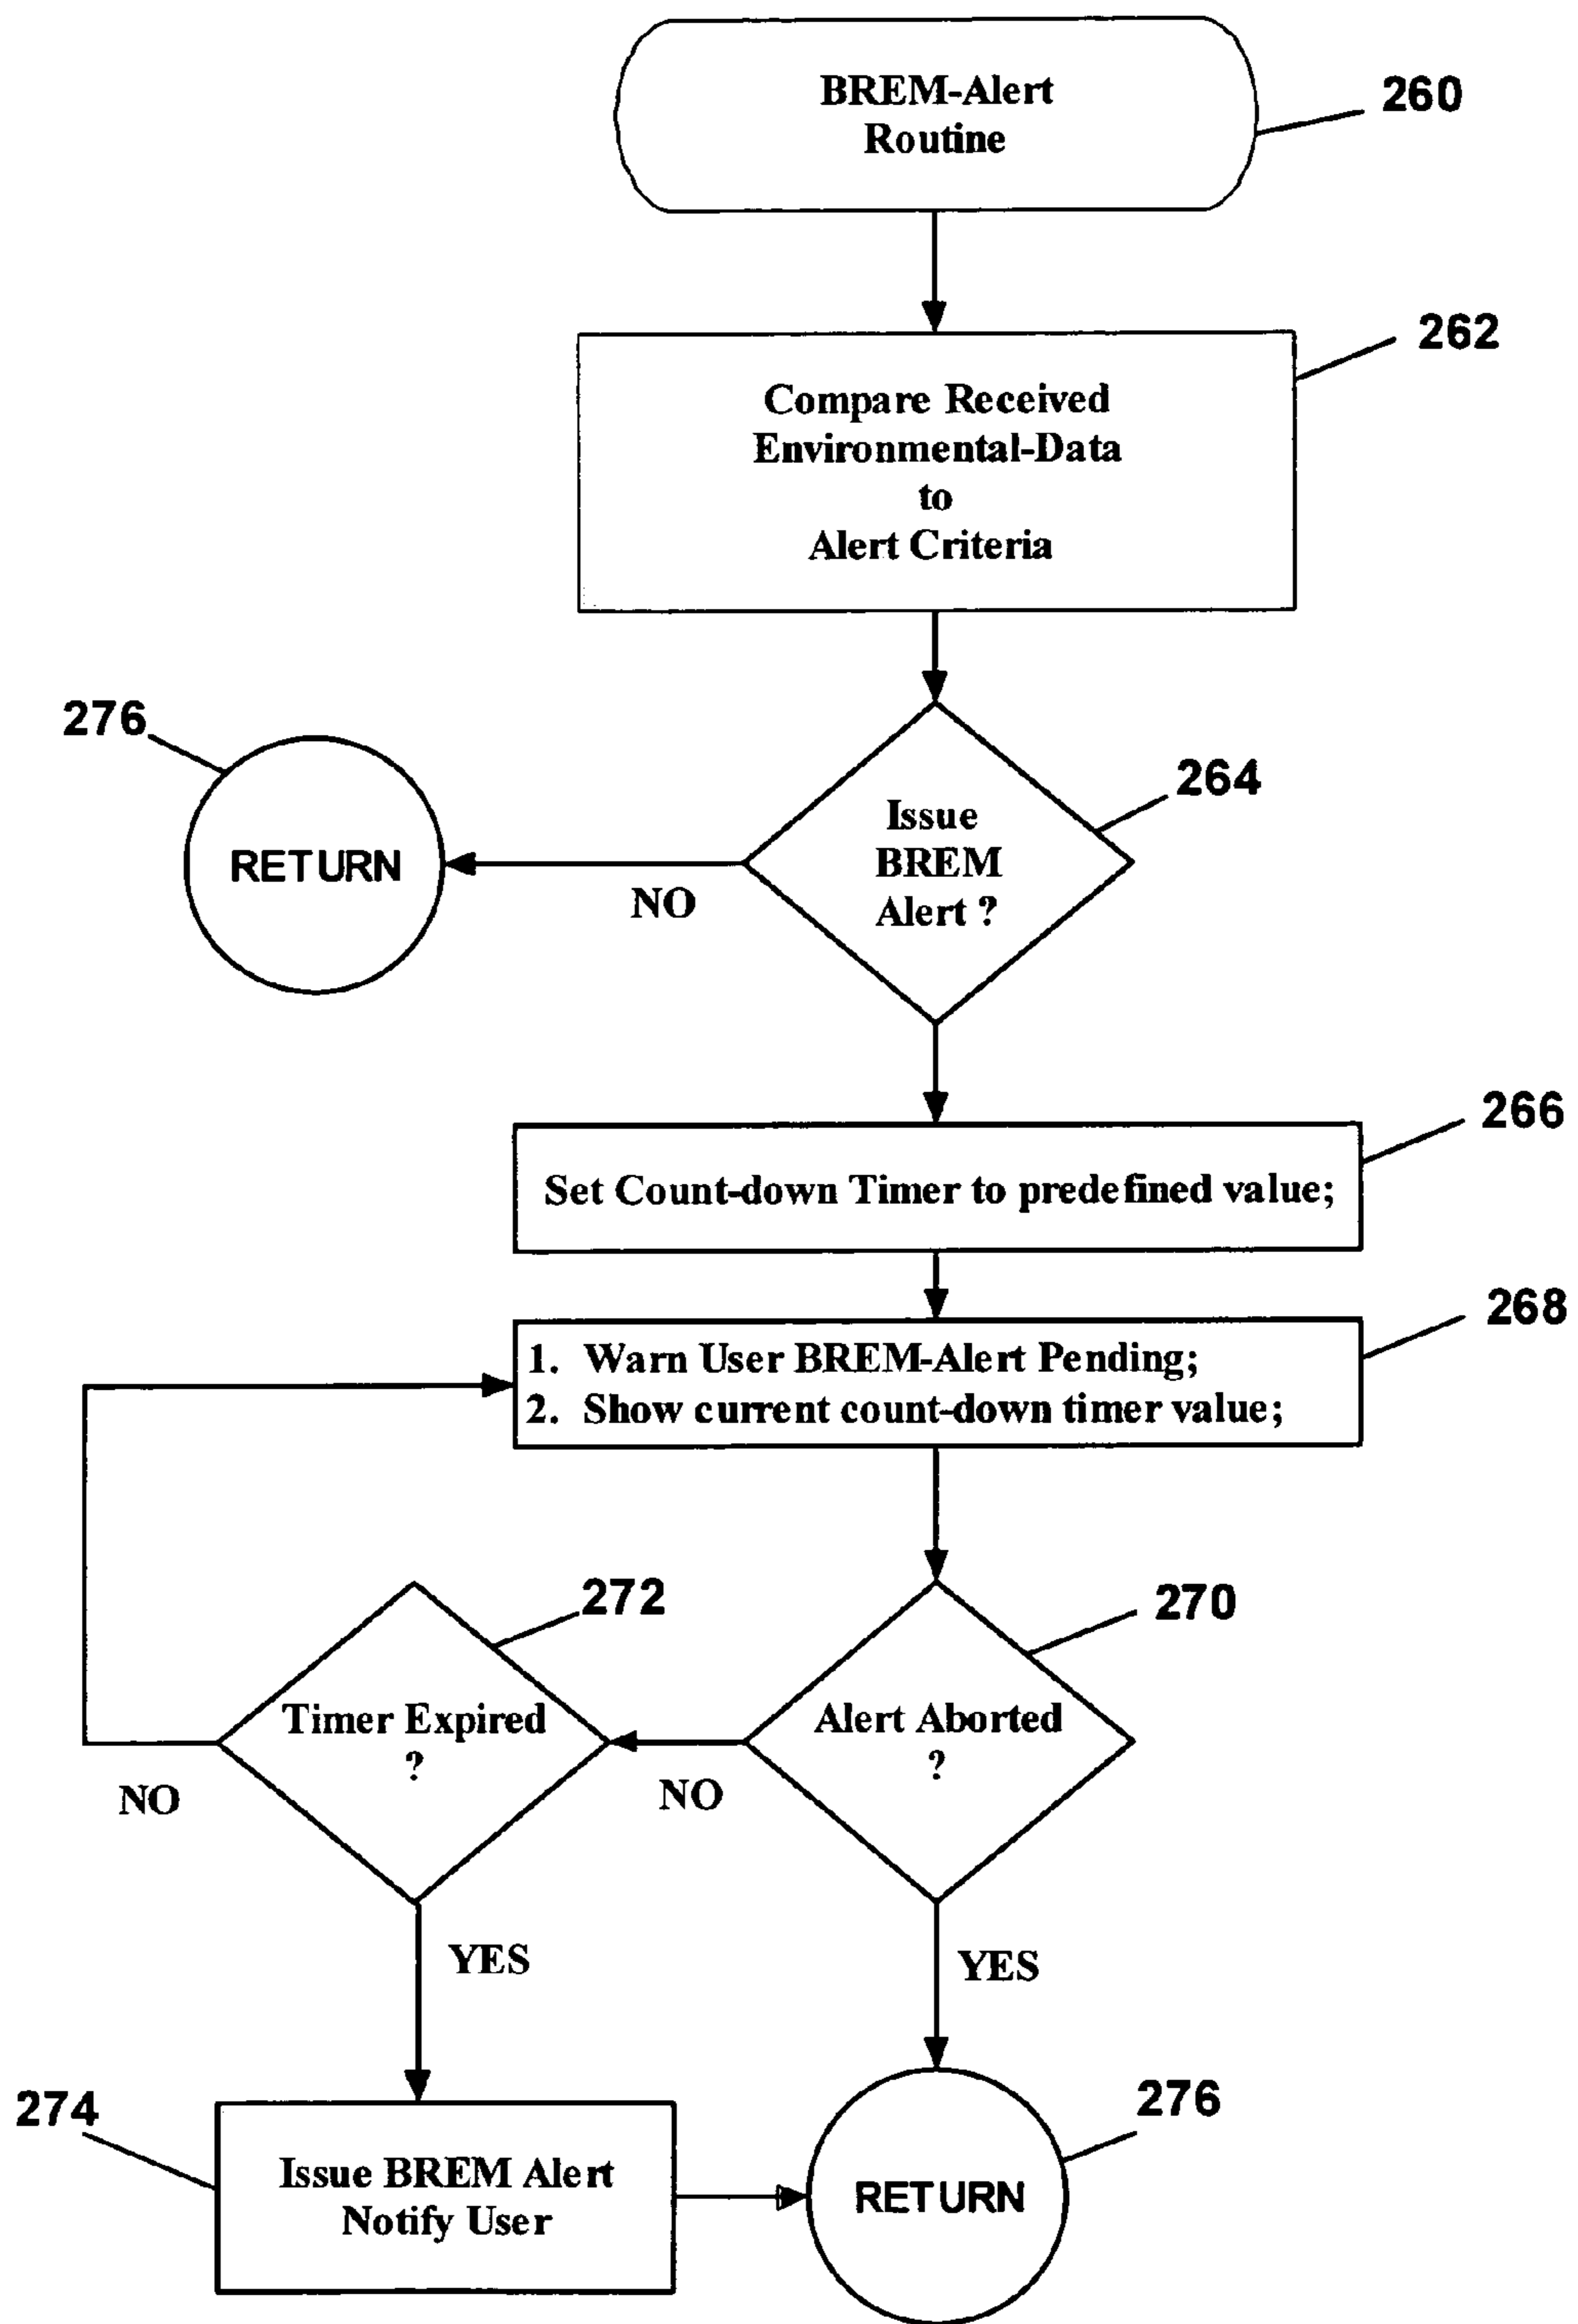 BREM-Alert
Routine
260
Compare Received
Environmental-Data
to
Alert Criteria
262
276
RETURN
NO
Issue
BREM
Alert ?
264
Set Count-down Timer to predefined value;
266
1. Warn User BREM-Alert Pending;
2. Show current count-down timer value;
268
272
Timer Expired
?
NO
YES
270
Alert Aborted
?
NO
YES
274
Issue BREM Alert
Notify User
276
RETURN